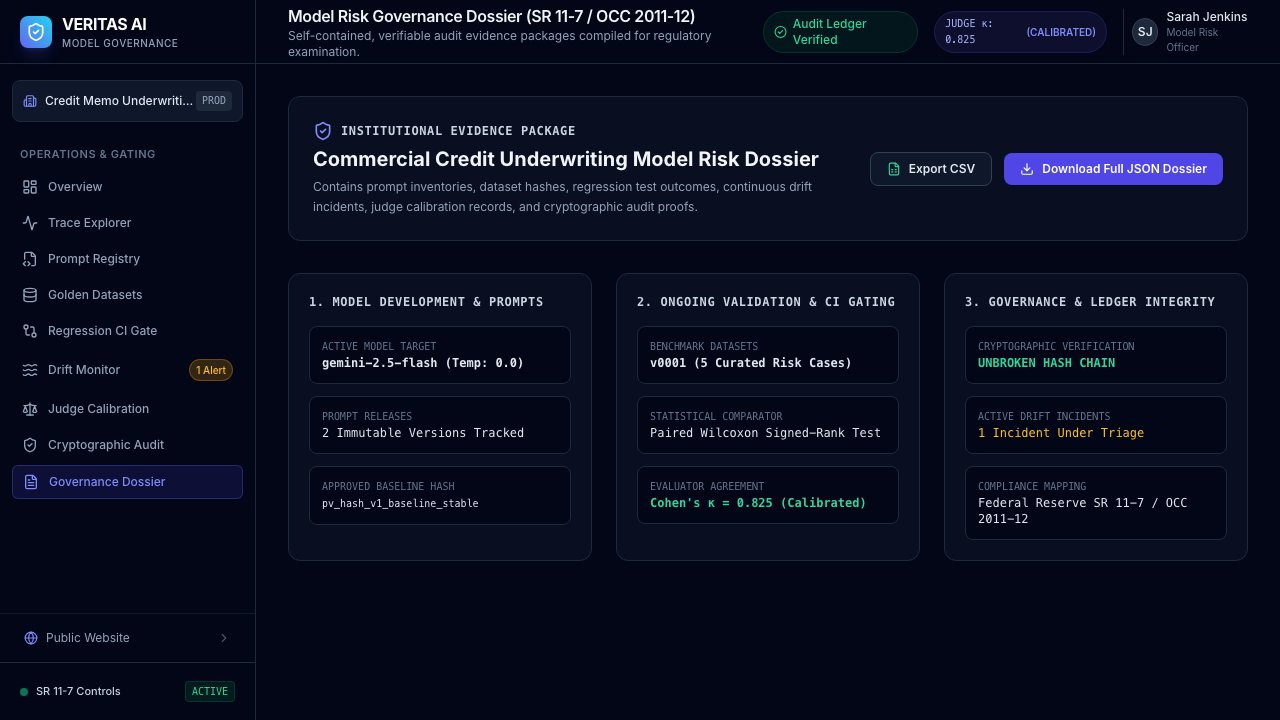 VERITAS AI
MODEL GOVERNANCE
Credit Memo Underwriti... PROD
OPERATIONS & GATING
Overview
Trace Explorer
Prompt Registry
Golden Datasets
Regression CI Gate
Drift Monitor 1 Alert
Judge Calibration
Cryptographic Audit
Governance Dossier
Public Website
SR 11-7 Controls ACTIVE
Model Risk Governance Dossier (SR 11-7 / OCC 2011-12)
Self-contained, verifiable audit evidence packages compiled for regulatory
examination.
Audit Ledger
Verified
JUDGE κ:
0.825
(CALIBRATED)
SJ
Sarah Jenkins
Model Risk
Officer
INSTITUTIONAL EVIDENCE PACKAGE
Commercial Credit Underwriting Model Risk Dossier
Contains prompt inventories, dataset hashes, regression test outcomes, continuous drift
incidents, judge calibration records, and cryptographic audit proofs.
Export CSV
Download Full JSON Dossier
1. MODEL DEVELOPMENT & PROMPTS
ACTIVE MODEL TARGET
gemini-2.5-flash (Temp: 0.0)
PROMPT RELEASES
2 Immutable Versions Tracked
APPROVED BASELINE HASH
pv_hash_v1_baseline_stable
2. ONGOING VALIDATION & CI GATING
BENCHMARK DATASETS
v0001 (5 Curated Risk Cases)
STATISTICAL COMPARATOR
Paired Wilcoxon Signed-Rank Test
EVALUATOR AGREEMENT
Cohen's κ = 0.825 (Calibrated)
3. GOVERNANCE & LEDGER INTEGRITY
CRYPTOGRAPHIC VERIFICATION
UNBROKEN HASH CHAIN
ACTIVE DRIFT INCIDENTS
1 Incident Under Triage
COMPLIANCE MAPPING
Federal Reserve SR 11-7 / OCC
2011-12